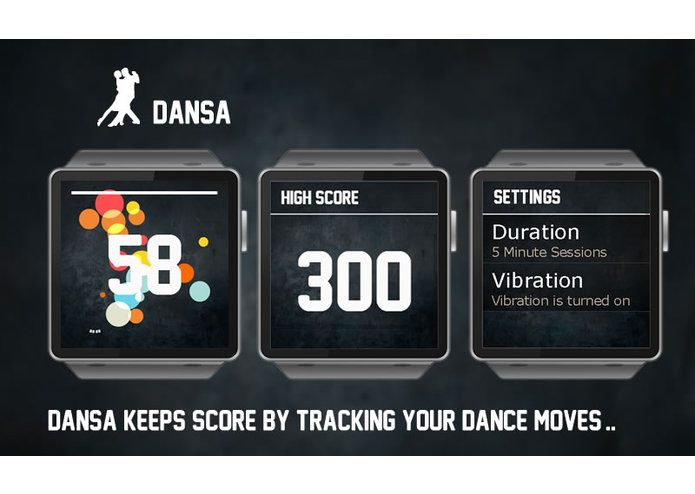 DANSA
58
HIGH SCORE
300
SETTINGS
Duration
5 Minute Sessions
Vibration
Vibration is turned on
DANSA KEEPS SCORE BY TRACKING YOUR DANCE MOVES..